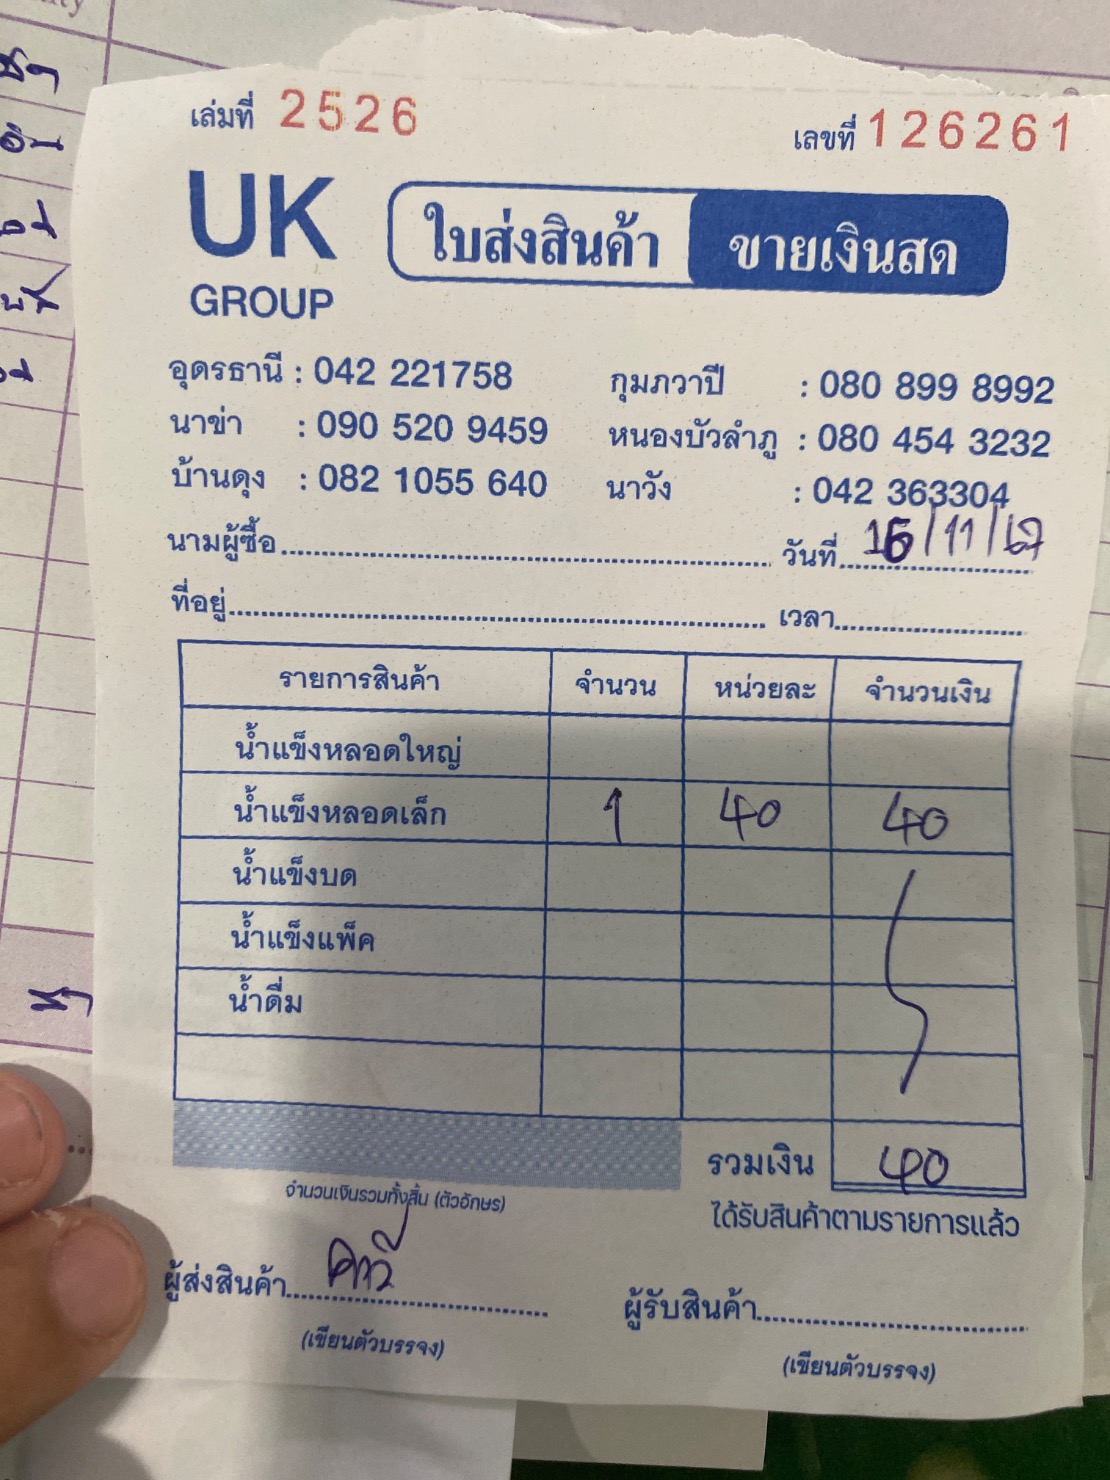 เล่มที่ 2526 เลขที่ 126261
UK GROUP
ใบส่งสินค้า ขายเงินสด
อุดรธานี : 042 221758 กุมภวาปี : 080 899 8992
นาข่า : 090 520 9459 หนองบัวลำภู : 080 454 3232
บ้านดุง : 082 1055 640 นาวัง : 042 363304
นามผู้ซื้อ วันที่ 16/11/67
ที่อยู่ เวลา
รายการสินค้า จำนวน หน่วยละ จำนวนเงิน
น้ำแข็งหลอดใหญ่
น้ำแข็งหลอดเล็ก 1 40 40
น้ำแข็งบด
น้ำแข็งแพ็ค
น้ำดื่ม
รวมเงิน 40
จำนวนเงินรวมทั้งสิ้น (ตัวอักษร)
ได้รับสินค้าตามรายการแล้ว
ผู้ส่งสินค้า ผู้รับสินค้า
(เขียนตัวบรรจง) (เขียนตัวบรรจง)